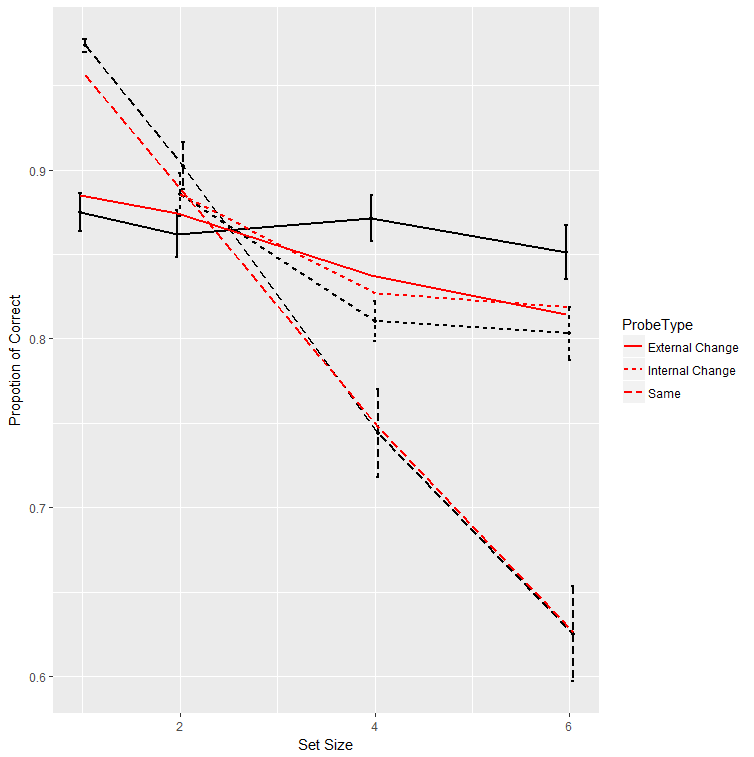 0.9
0.8
0.7
0.6
Propotion of Correct
2
4
6
Set Size
ProbeType
External Change
Internal Change
Same